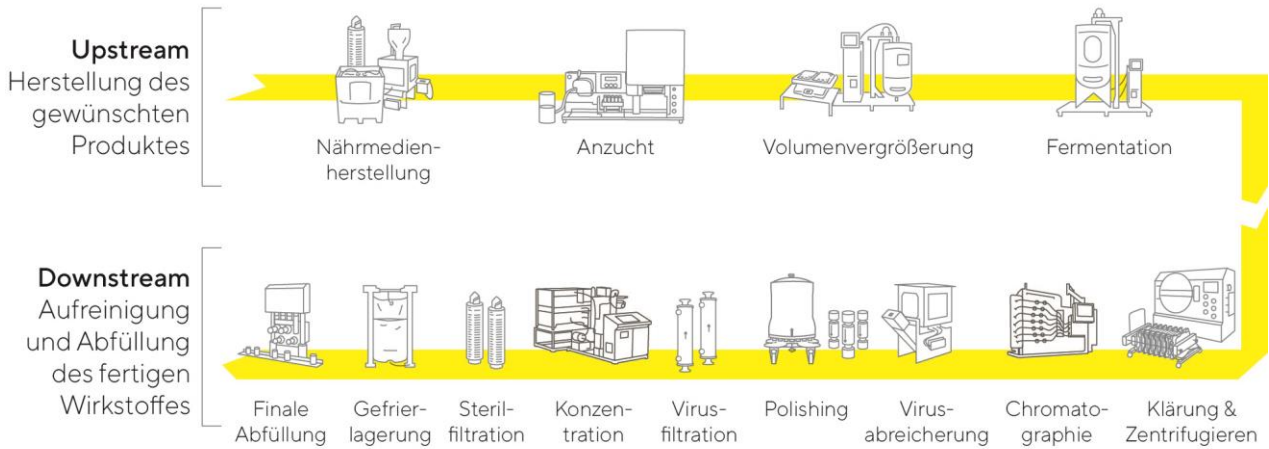 Upstream
Herstellung des
gewünschten
Produktes
Nährmedien-
herstellung
Anzucht
Volumenvergrößerung
Fermentation
Downstream
Aufreinigung
und Abfüllung
des fertigen
Wirkstoffes
Finale
Abfüllung
Gefrier-
lagerung
Steril-
filtration
Konzen-
tration
Virus-
filtration
Polishing
Virus-
abreicherung
Chromato-
graphie
Klärung &
Zentrifugieren